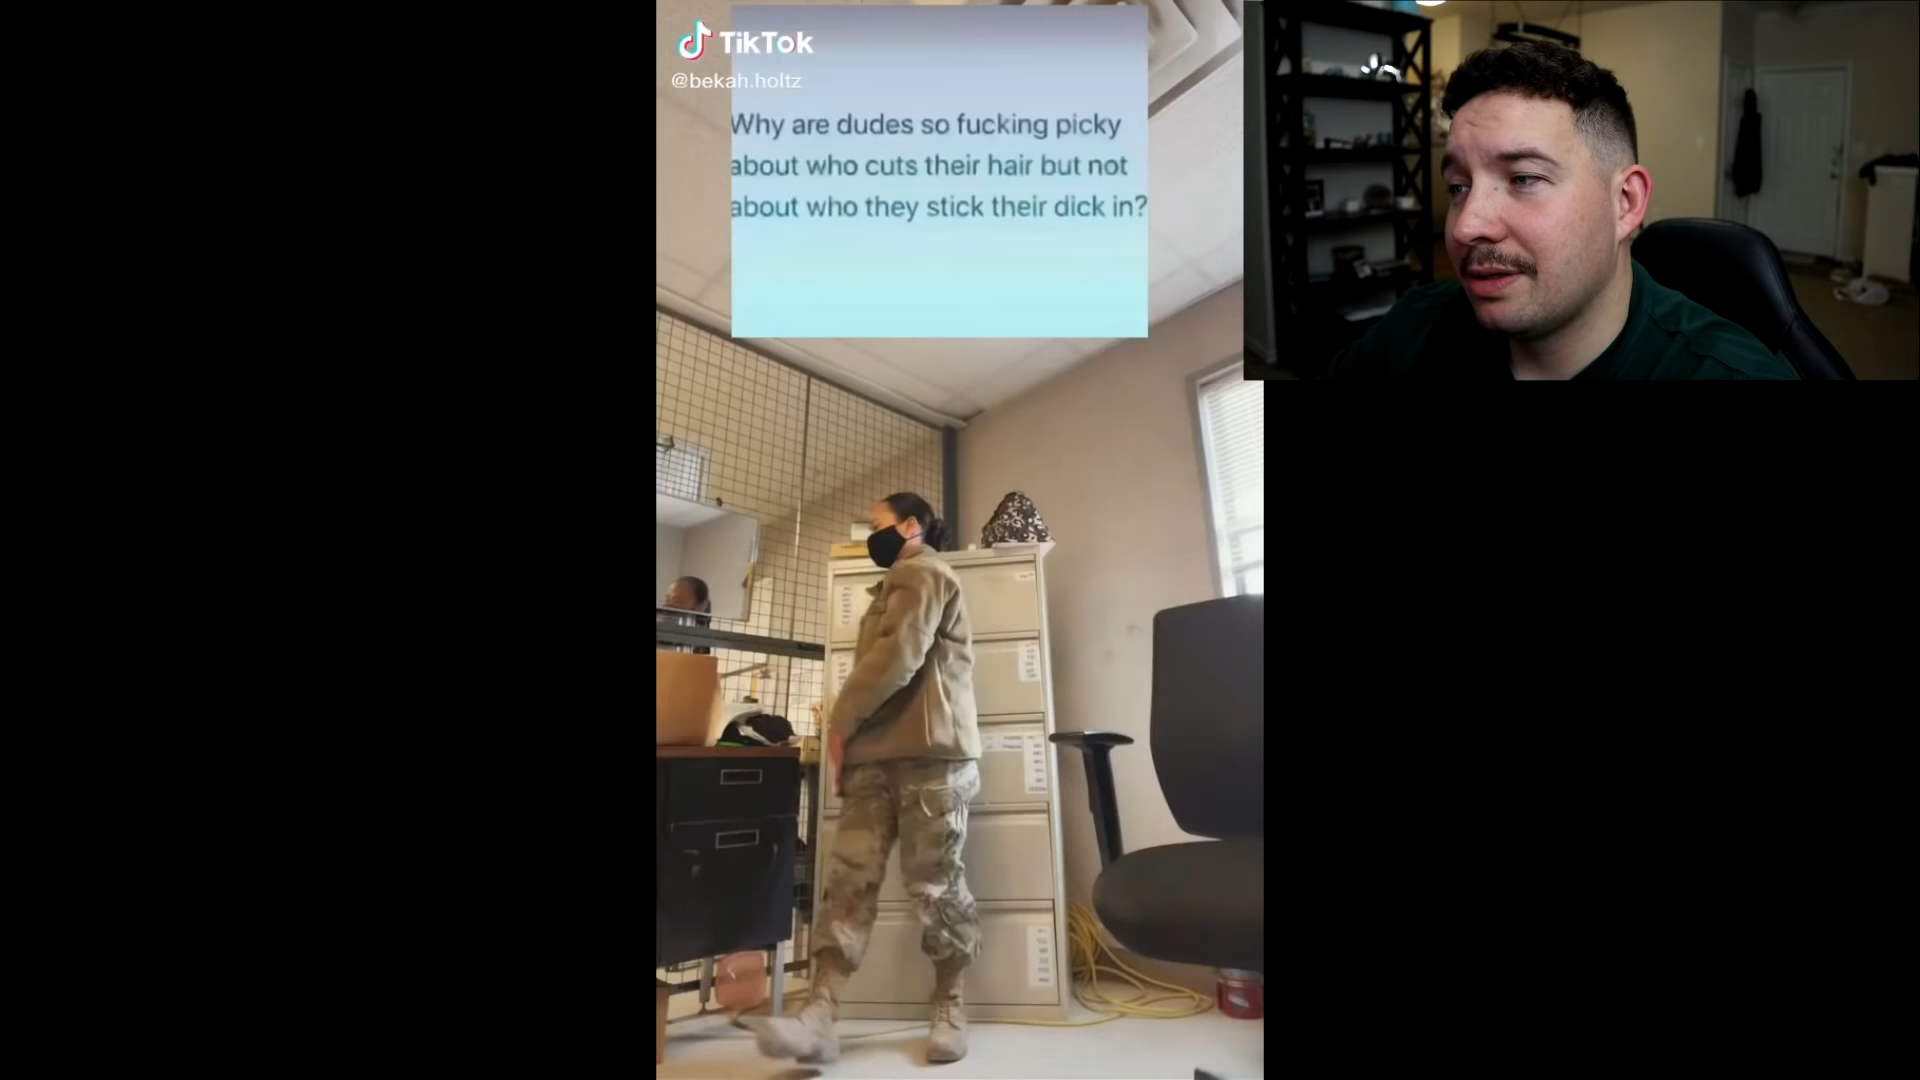 TikTok
@bekah.holtz
Why are dudes so fucking picky
about who cuts their hair but not
about who they stick their dick in?